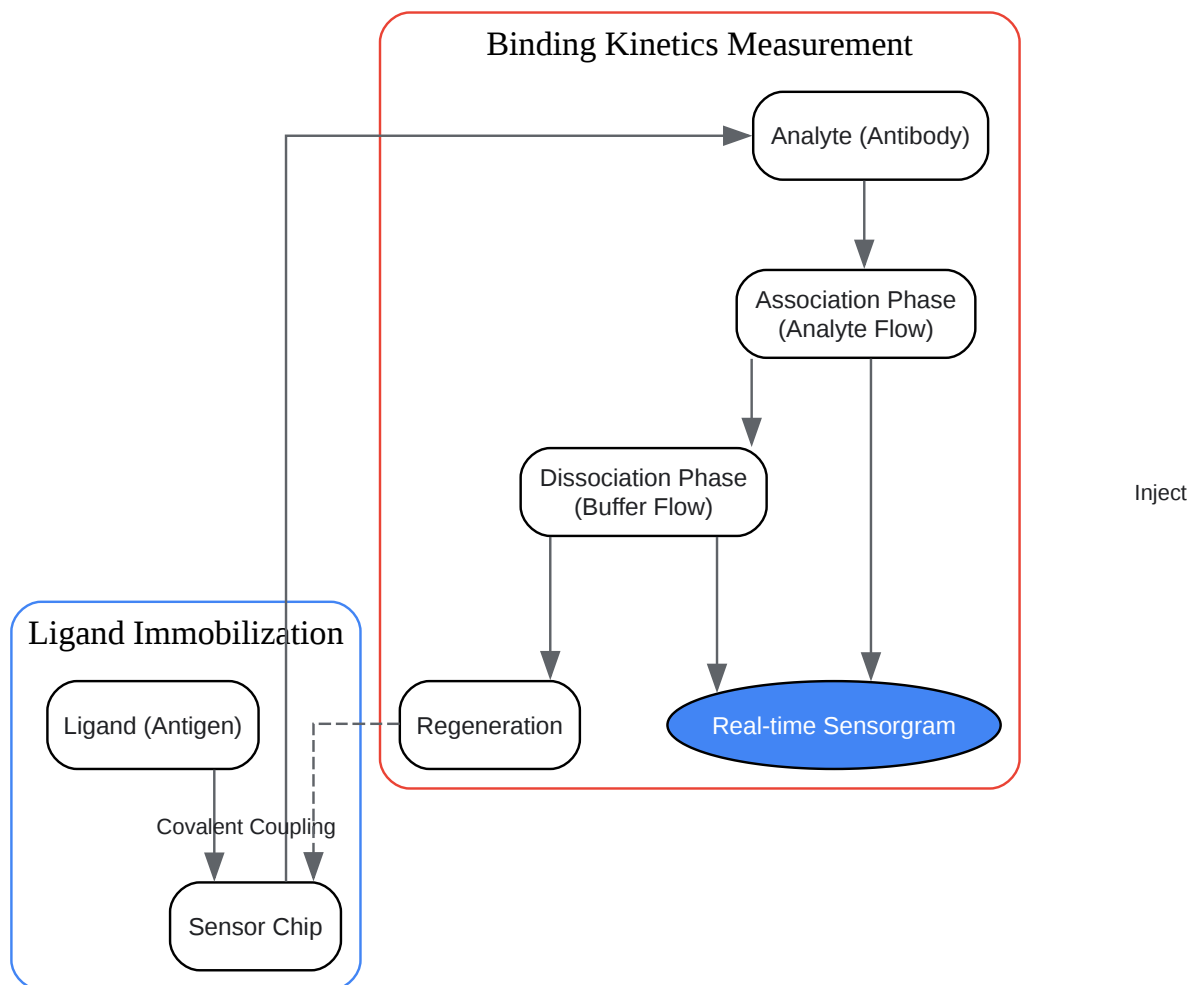 Binding Kinetics Measurement
Analyte (Antibody)
Association Phase
(Analyte Flow)
Dissociation Phase
(Buffer Flow)
Inject
Ligand Immobilization
Ligand (Antigen)
Regeneration
Real-time Sensorgram
Covalent Coupling
Sensor Chip